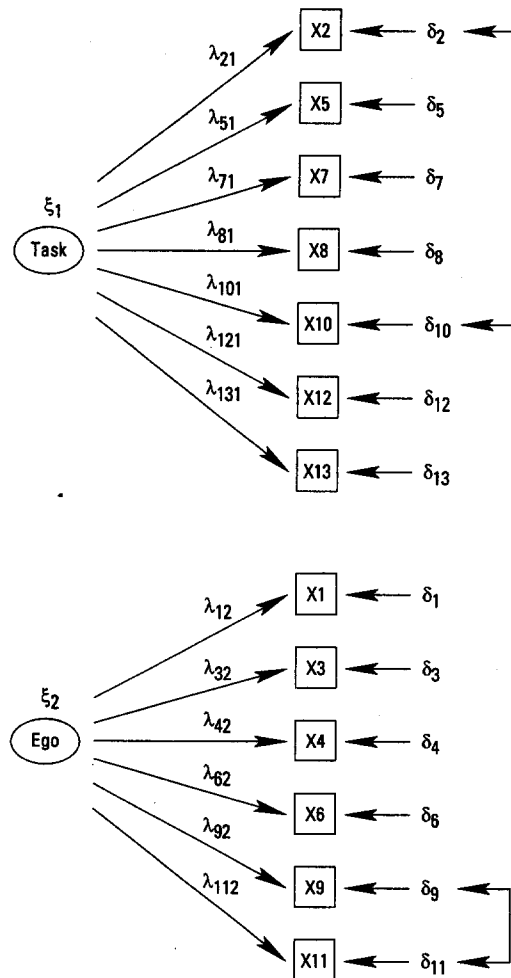 X2 δ2
λ21
X5 δ5
λ51
X7 δ7
λ71
ξ1
Task
X8 δ8
λ81
λ101
X10 δ10
λ121
X12 δ12
λ131
X13 δ13
X1 δ1
λ12
X3 δ3
λ32
ξ2
Ego
X4 δ4
λ42
X6 δ6
λ62
X9 δ9
λ92
λ112
X11 δ11